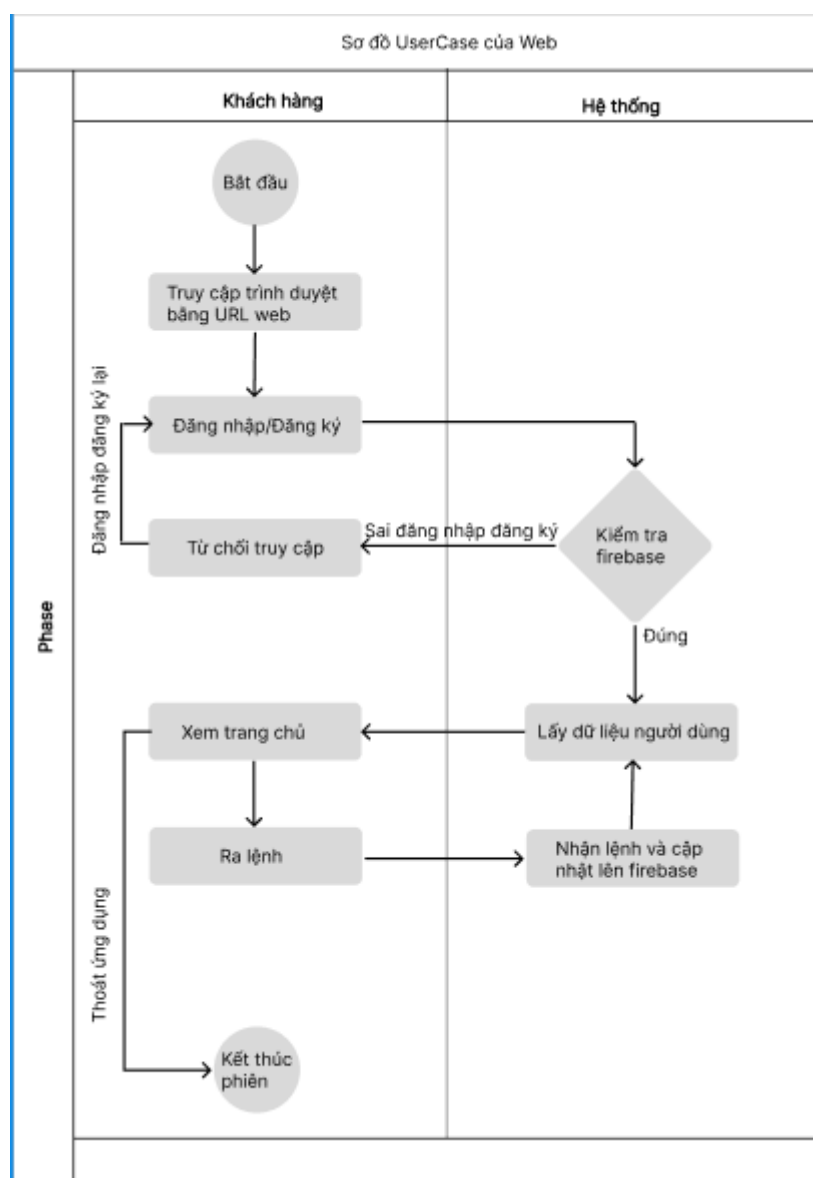 Sơ đồ UserCase của Web
Khách hàng
Hệ thống
Bắt đầu
Truy cập trình duyệt
bằng URL web
Đăng nhập đăng ký lại
Đăng nhập/Đăng ký
Sai đăng nhập đăng ký
Từ chối truy cập
Kiểm tra
firebase
Phase
Đúng
Xem trang chủ
Lấy dữ liệu người dùng
Ra lệnh
Nhận lệnh và cập
nhật lên firebase
Thoát ứng dụng
Kết thúc
phiên